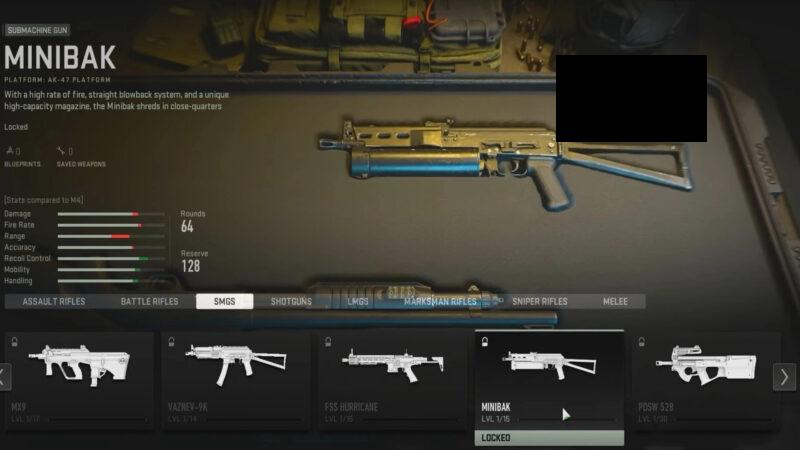 SUBMACHINE GUN
MINIBAK
PLATFORM: AK-47 PLATFORM
With a high rate of fire, straight blowback system, and a unique
high-capacity magazine, the Minibak shreds in close-quarters
Locked
0 0
BLUEPRINTS SAVED WEAPONS
[Stats compared to M4]
Damage
Fire Rate
Range
Accuracy
Recoil Control
Mobility
Handling
Rounds
64
Reserve
128
ASSAULT RIFLES BATTLE RIFLES SMGS SHOTGUNS LMGS MARKSMAN RIFLES SNIPER RIFLES MELEE
MX9 VAZNEV-9K FSS HURRICANE MINIBAK PDSW 528
LVL 1/17 LVL 1/14 LVL 1/15 LVL 1/30
LOCKED